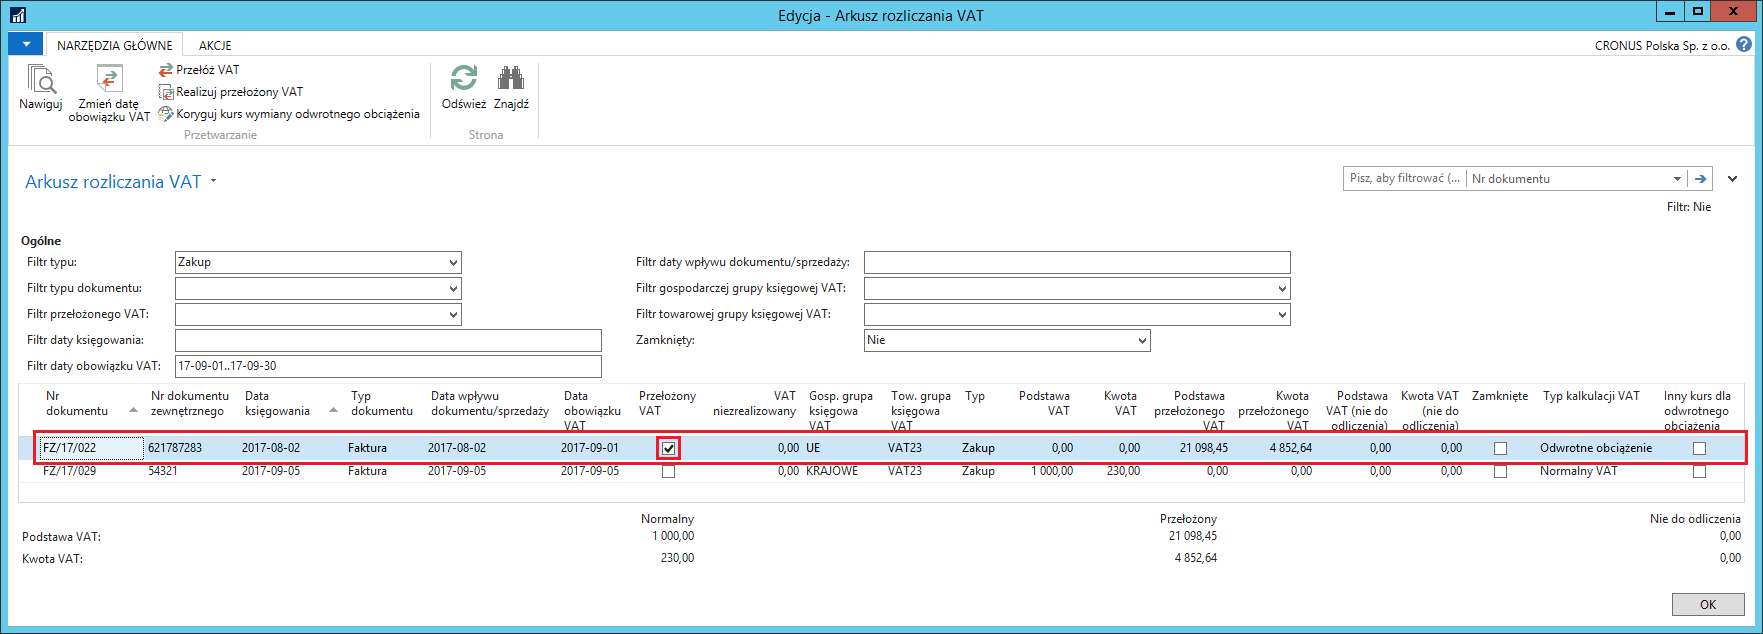 Edycja - Arkusz rozliczania VAT
NARZĘDZIA GŁÓWNE AKCJE
CRONUS Polska Sp. z o.o. ?
Nawiguj
Zmień datę
obowiązku VAT
Przełóż VAT
Realizuj przełożony VAT
Koryguj kurs wymiany odwrotnego obciążenia
Przetwarzanie
Odśwież Znajdź
Strona
Arkusz rozliczania VAT
Pisz, aby filtrować (... Nr dokumentu
Filtr: Nie
Ogólne
Filtr typu: Zakup
Filtr typu dokumentu:
Filtr przełożonego VAT:
Filtr daty księgowania:
Filtr daty obowiązku VAT: 17-09-01..17-09-30
Filtr daty wpływu dokumentu/sprzedaży:
Filtr gospodarczej grupy księgowej VAT:
Filtr towarowej grupy księgowej VAT:
Zamknięty: Nie
Nr Nr dokumentu Data Typ Data wpływu Data Przełożony VAT Gosp. grupa Tow. grupa Typ Podstawa Kwota Podstawa Kwota Podstawa Kwota VAT Zamknięte Typ kalkulacji VAT Inny kurs dla
dokumentu zewnętrznego księgowania dokumentu dokumentu/sprzedaży obowiązku VAT niezrealizowany księgowa księgowa VAT VAT przełożonego przełożonego VAT (nie do (nie do odwrotnego
VAT VAT VAT VAT VAT odliczenia) odliczenia) obciążenia
FZ/17/022 621787283 2017-08-02 Faktura 2017-08-02 2017-09-01 0,00 UE VAT23 Zakup 0,00 0,00 21 098,45 4 852,64 0,00 0,00 Odwrotne obciążenie
FZ/17/029 54321 2017-09-05 Faktura 2017-09-05 2017-09-05 0,00 KRAJOWE VAT23 Zakup 1 000,00 230,00 0,00 0,00 0,00 0,00 Normalny VAT
Normalny Przełożony Nie do odliczenia
Podstawa VAT: 1 000,00 21 098,45 0,00
Kwota VAT: 230,00 4 852,64 0,00
OK